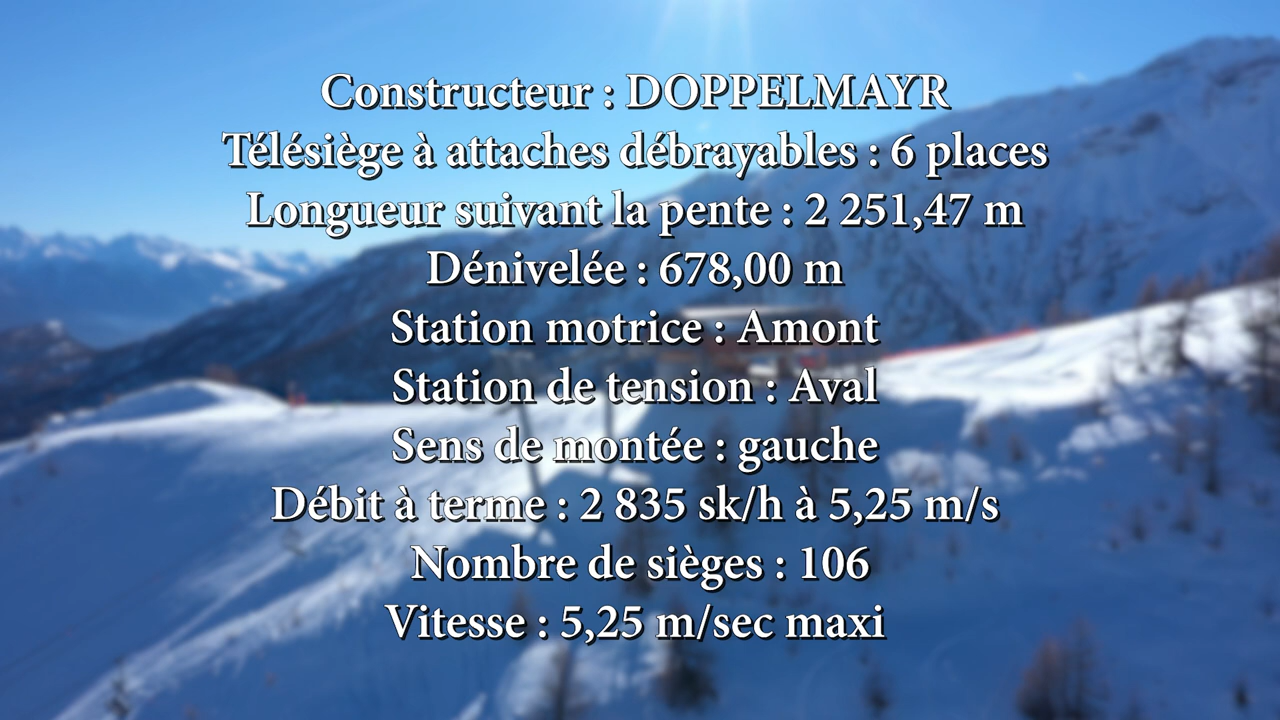 Constructeur : DOPPELMAYR
Télésiège à attaches débrayables : 6 places
Longueur suivant la pente : 2 251,47 m
Dénivelée : 678,00 m
Station motrice : Amont
Station de tension : Aval
Sens de montée : gauche
Débit à terme : 2 835 sk/h à 5,25 m/s
Nombre de sièges : 106
Vitesse : 5,25 m/sec maxi